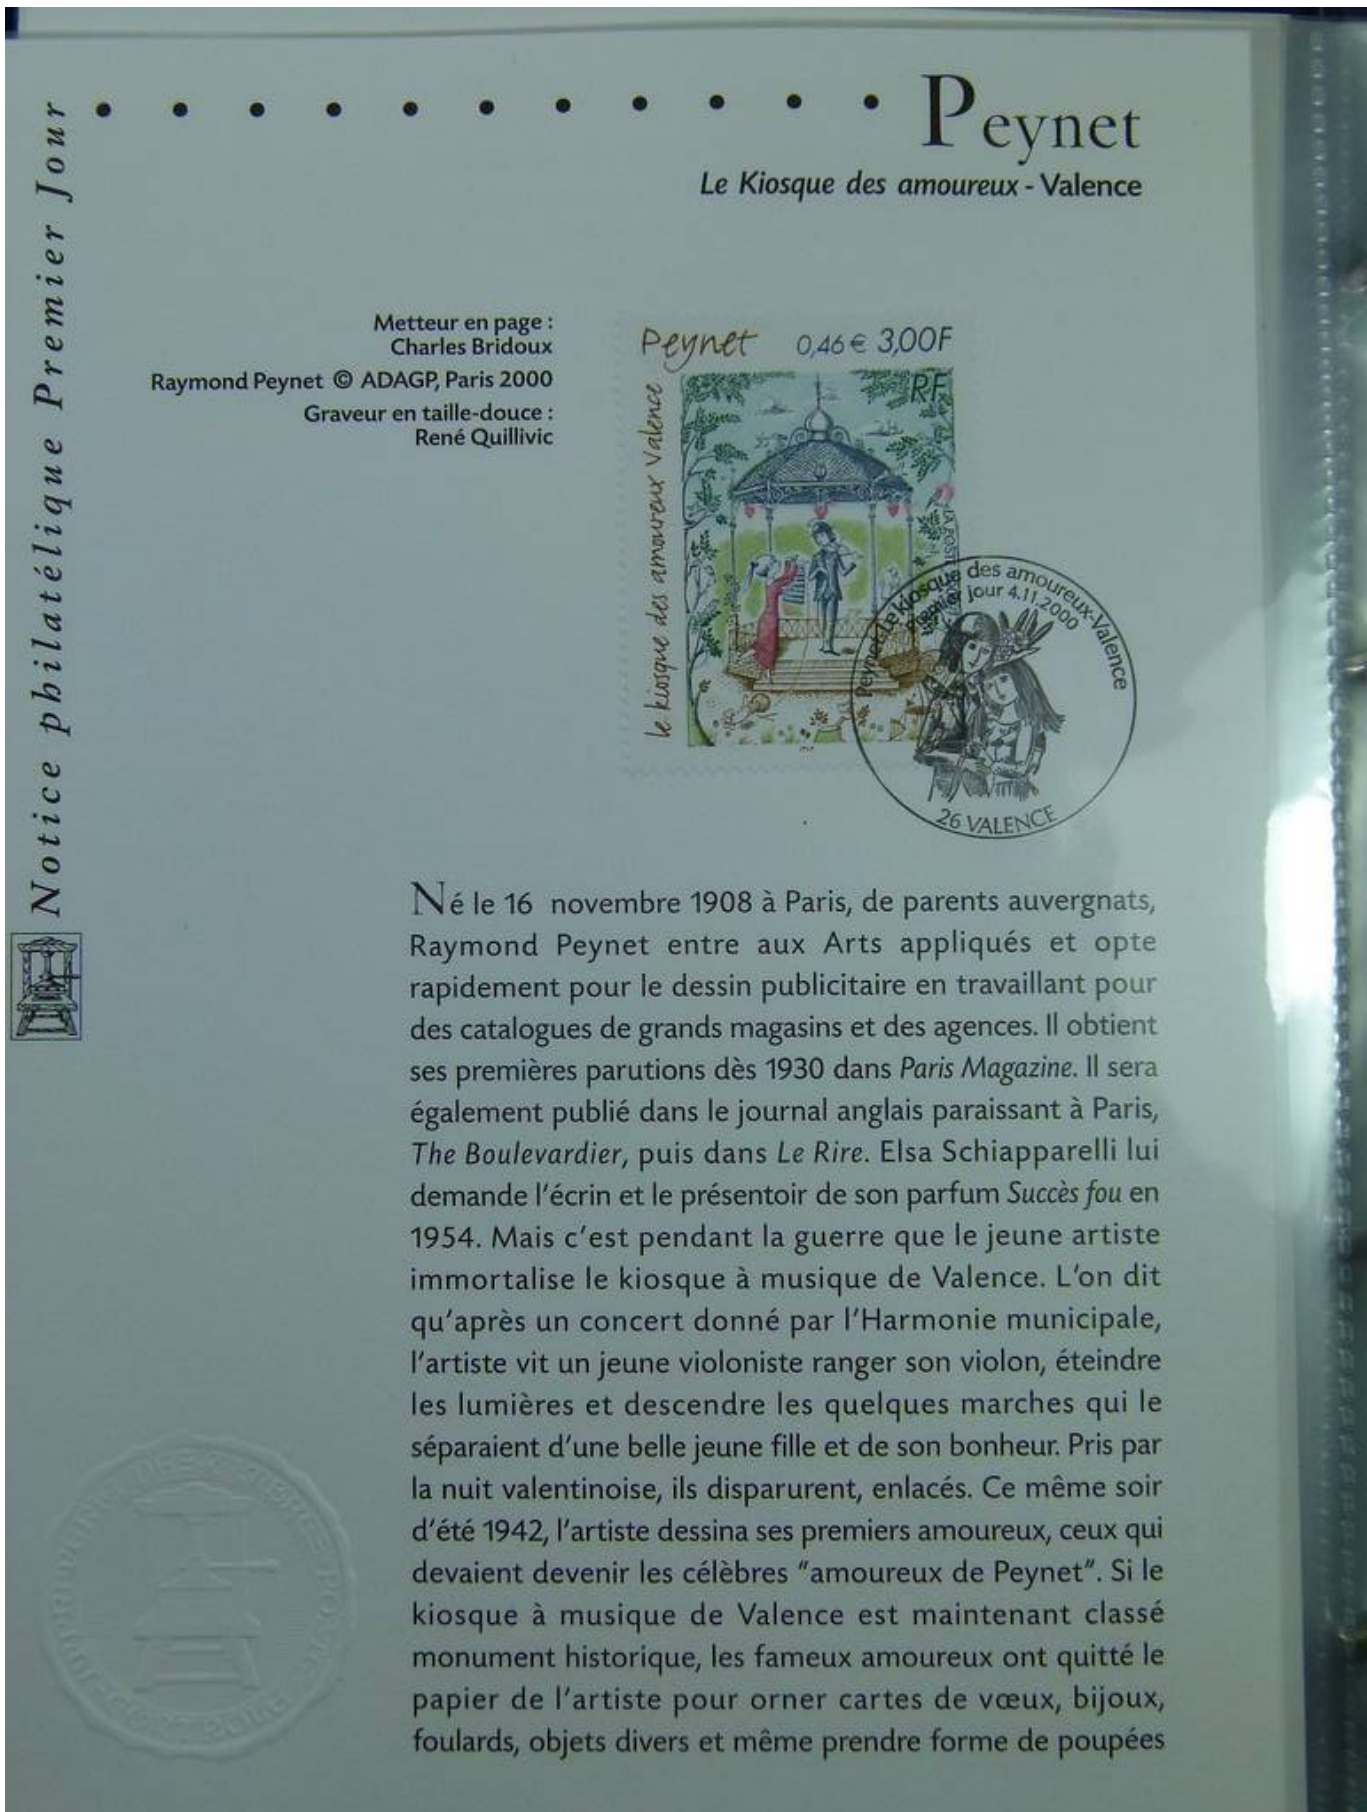 Notice philatélique Premier Jour
Peynet
Le Kiosque des amoureux - Valence
Metteur en page :
Charles Bridoux
Raymond Peynet © ADAGP, Paris 2000
Graveur en taille-douce :
René Quillivic
Peynet 0,46 € 3,00F
RF
le kiosque des amoureux Valence
LA POSTE
Peynet-Le kiosque des amoureux-Valence
Premier jour 4.11.2000
26 VALENCE
Né le 16 novembre 1908 à Paris, de parents auvergnats,
Raymond Peynet entre aux Arts appliqués et opte
rapidement pour le dessin publicitaire en travaillant pour
des catalogues de grands magasins et des agences. Il obtient
ses premières parutions dès 1930 dans Paris Magazine. Il sera
également publié dans le journal anglais paraissant à Paris,
The Boulevardier, puis dans Le Rire. Elsa Schiapparelli lui
demande l'écrin et le présentoir de son parfum Succès fou en
1954. Mais c'est pendant la guerre que le jeune artiste
immortalise le kiosque à musique de Valence. L'on dit
qu'après un concert donné par l'Harmonie municipale,
l'artiste vit un jeune violoniste ranger son violon, éteindre
les lumières et descendre les quelques marches qui le
séparaient d'une belle jeune fille et de son bonheur. Pris par
la nuit valentinoise, ils disparurent, enlacés. Ce même soir
d'été 1942, l'artiste dessina ses premiers amoureux, ceux qui
devaient devenir les célèbres "amoureux de Peynet". Si le
kiosque à musique de Valence est maintenant classé
monument historique, les fameux amoureux ont quitté le
papier de l'artiste pour orner cartes de vœux, bijoux,
foulards, objets divers et même prendre forme de poupées